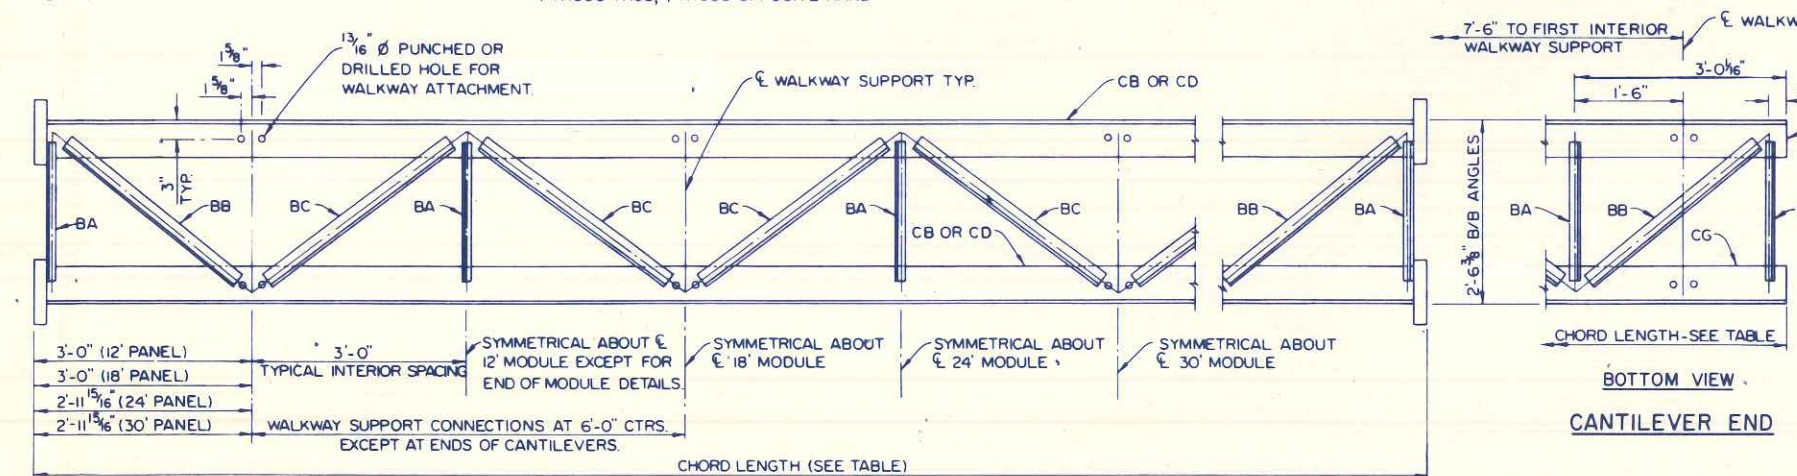 1 5/8"
1 5/8"
13/16" Ø PUNCHED OR
DRILLED HOLE FOR
WALKWAY ATTACHMENT.
℄ WALKWAY SUPPORT TYP.
CB OR CD
7'-6" TO FIRST INTERIOR
WALKWAY SUPPORT
℄ WALKW
3'-0 1/16"
1'-6"
3"
TYP.
BA
BB
BC
BA
BC
BC
BA
CB OR CD
BC
BB
BA
2'-6 3/8" B/B ANGLES
BA
BB
CG
3'-0" (12' PANEL)
3'-0" (18' PANEL)
2'-11 15/16" (24' PANEL)
2'-11 15/16" (30' PANEL)
3'-0"
TYPICAL INTERIOR SPACING
SYMMETRICAL ABOUT ℄
12' MODULE EXCEPT FOR
END OF MODULE DETAILS.
SYMMETRICAL ABOUT
℄ 18' MODULE
SYMMETRICAL ABOUT
℄ 24' MODULE
SYMMETRICAL ABOUT
℄ 30' MODULE
WALKWAY SUPPORT CONNECTIONS AT 6'-0" CTRS.
EXCEPT AT ENDS OF CANTILEVERS.
CHORD LENGTH (SEE TABLE)
CHORD LENGTH-SEE TABLE
BOTTOM VIEW
CANTILEVER END